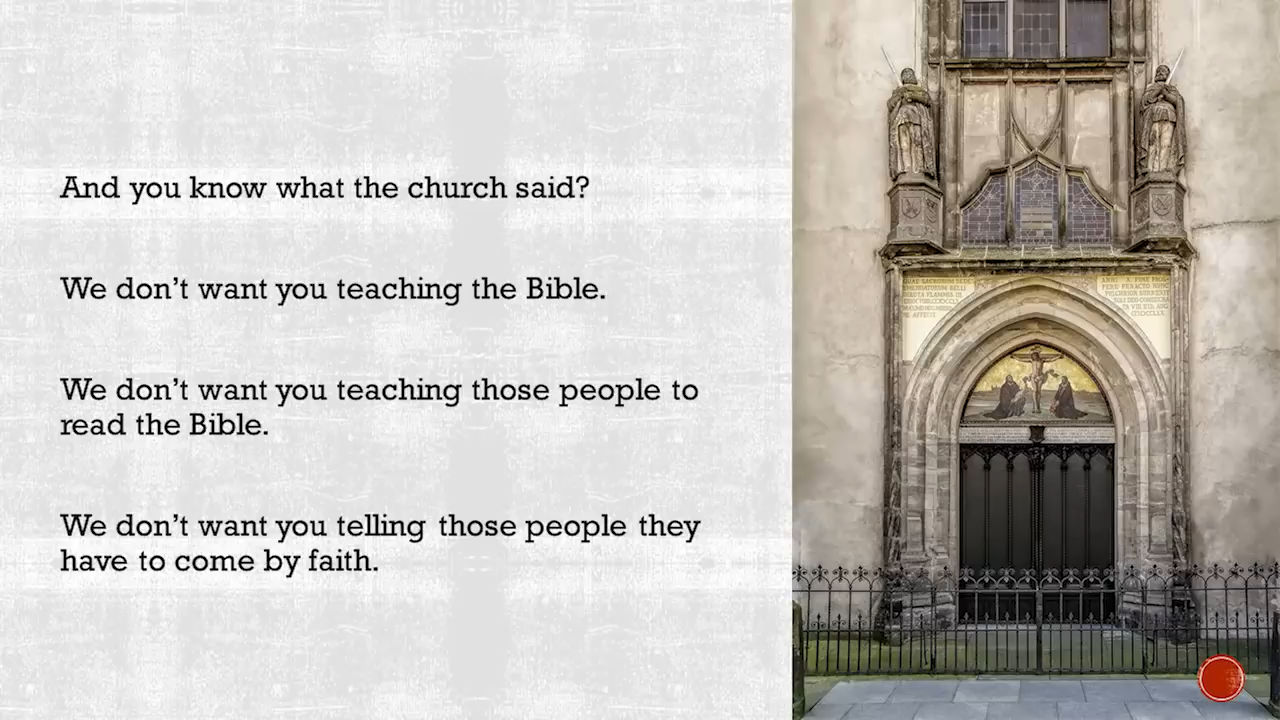 And you know what the church said?
We don't want you teaching the Bible.
We don't want you teaching those people to
read the Bible.
We don't want you telling those people they
have to come by faith.